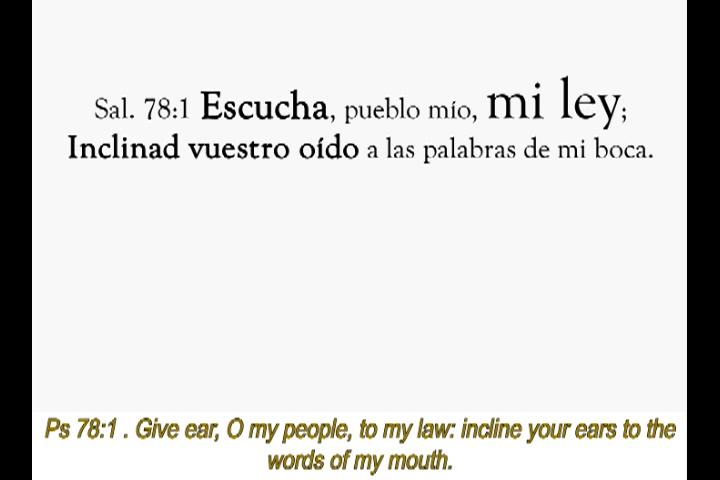 Sal. 78:1 Escucha, pueblo mío, mi ley;
Inclinad vuestro oído a las palabras de mi boca.
Ps 78:1 . Give ear, O my people, to my law: incline your ears to the
words of my mouth.